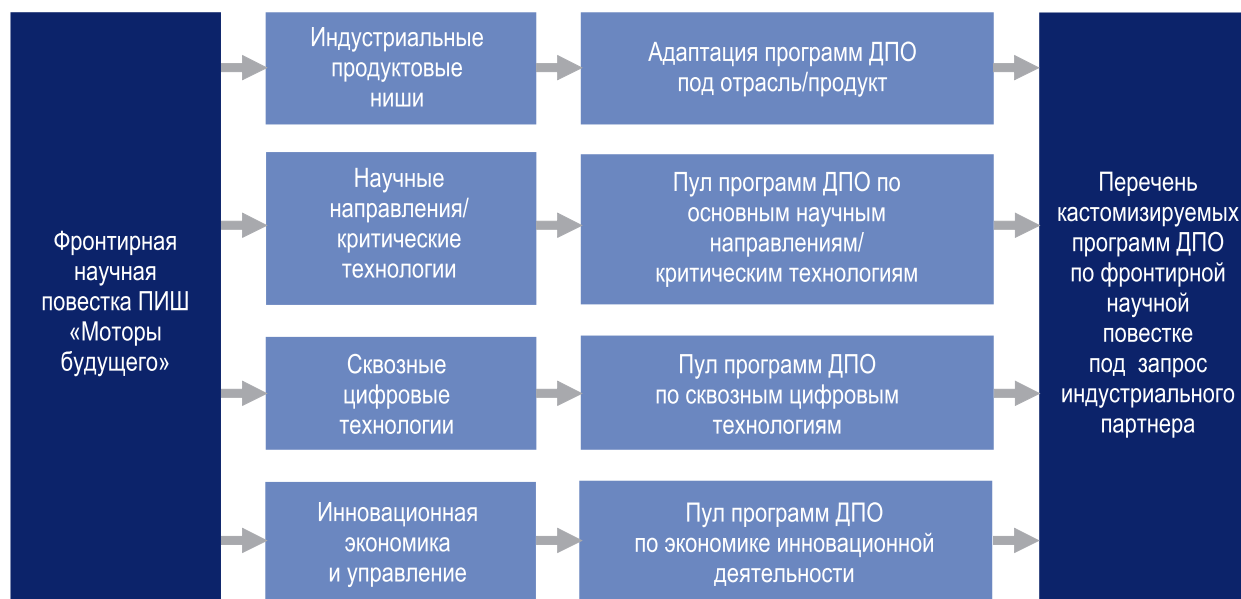 Фронтирная
научная
повестка ПИШ
«Моторы
будущего»
Индустриальные
продуктовые
ниши
Адаптация программ ДПО
под отрасль/продукт
Научные
направления/
критические
технологии
Пул программ ДПО по
основным научным
направлениям/
критическим технологиям
Сквозные
цифровые
технологии
Пул программ ДПО
по сквозным цифровым
технологиям
Инновационная
экономика
и управление
Пул программ ДПО
по экономике инновационной
деятельности
Перечень
кастомизируемых
программ ДПО
по фронтирной
научной
повестке
под запрос
индустриального
партнера